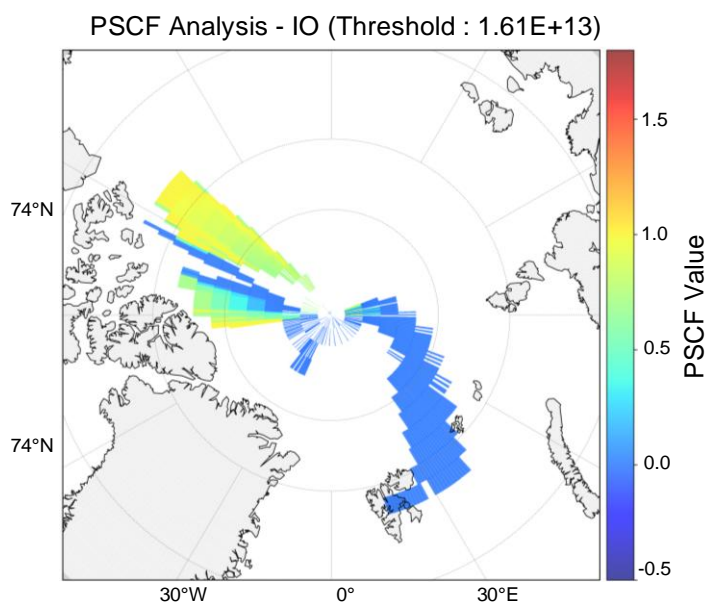 PSCF Analysis - IO (Threshold : 1.61E+13)
1.5
74°N
1.0
PSCF Value
0.5
74°N
0.0
-0.5
30°W
0°
30°E